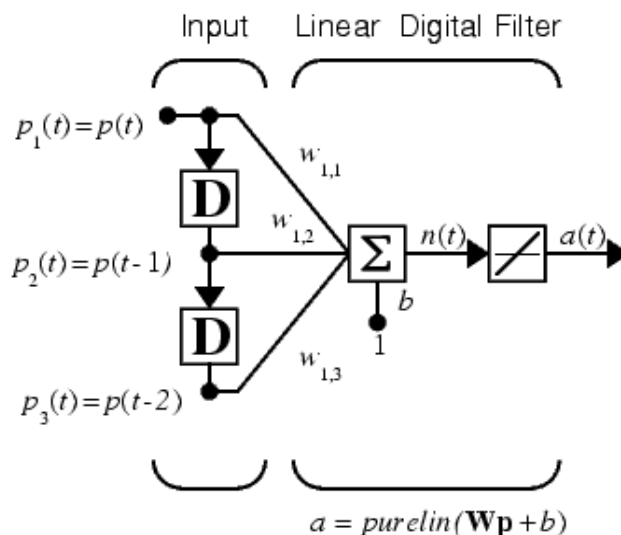 Input Linear Digital Filter
p₁(t)=p(t)
w₁,₁
D
w₁,₂
p₂(t)=p(t-1)
Σ
n(t)
a(t)
b
D
1
w₁,₃
p₃(t)=p(t-2)
a = purelin(Wp+b)